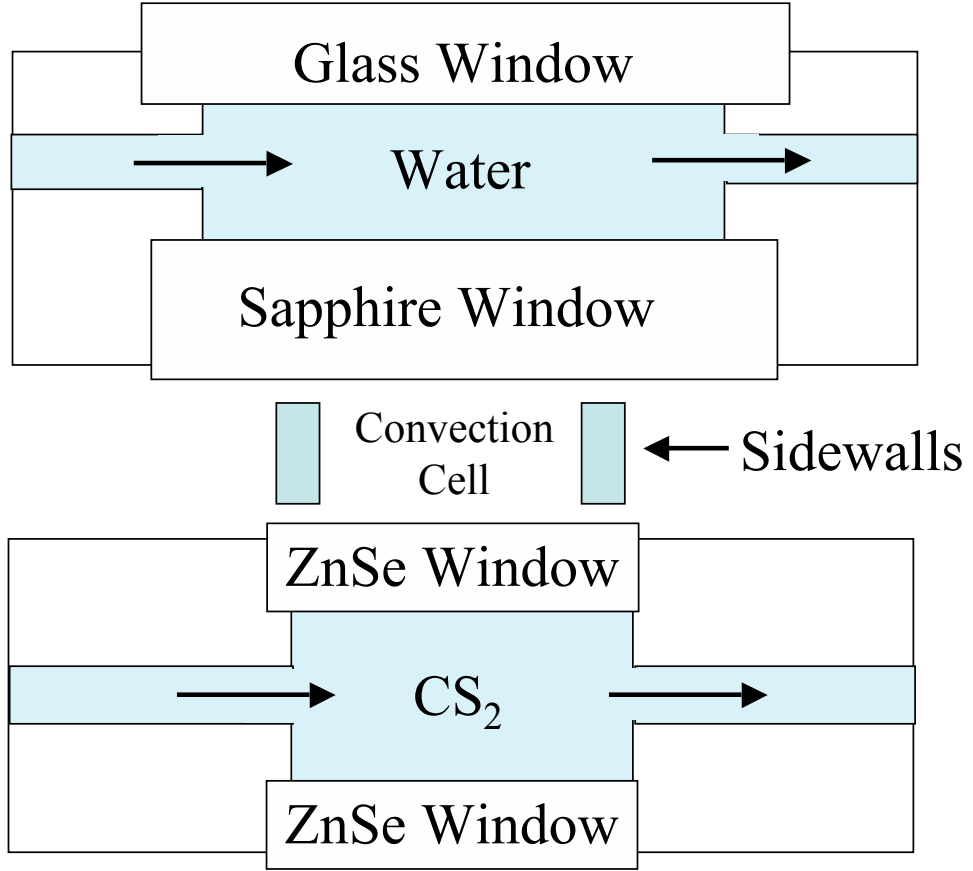 Glass Window
Water
Sapphire Window
Convection
Cell
Sidewalls
ZnSe Window
CS₂
ZnSe Window